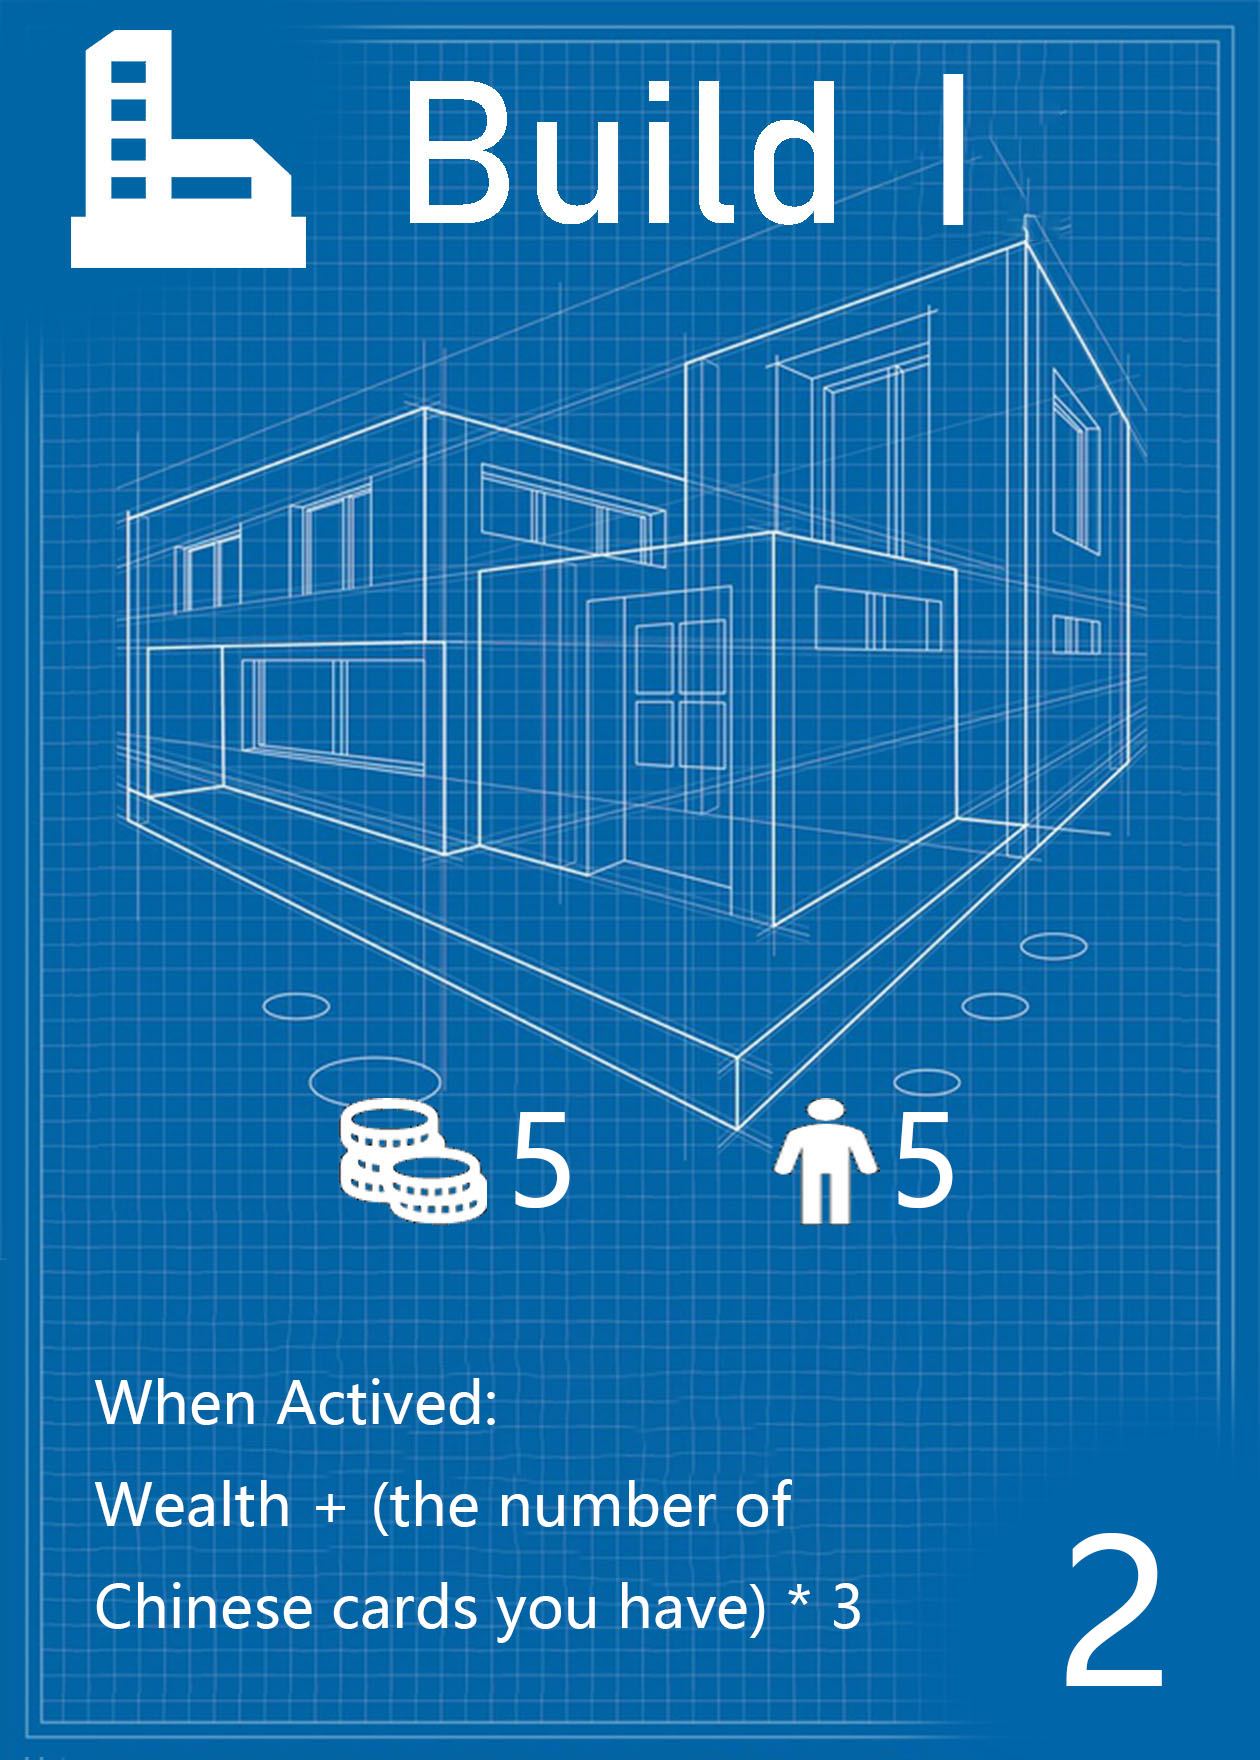 Build I
5 5
When Actived:
Wealth + (the number of
Chinese cards you have) * 3
2